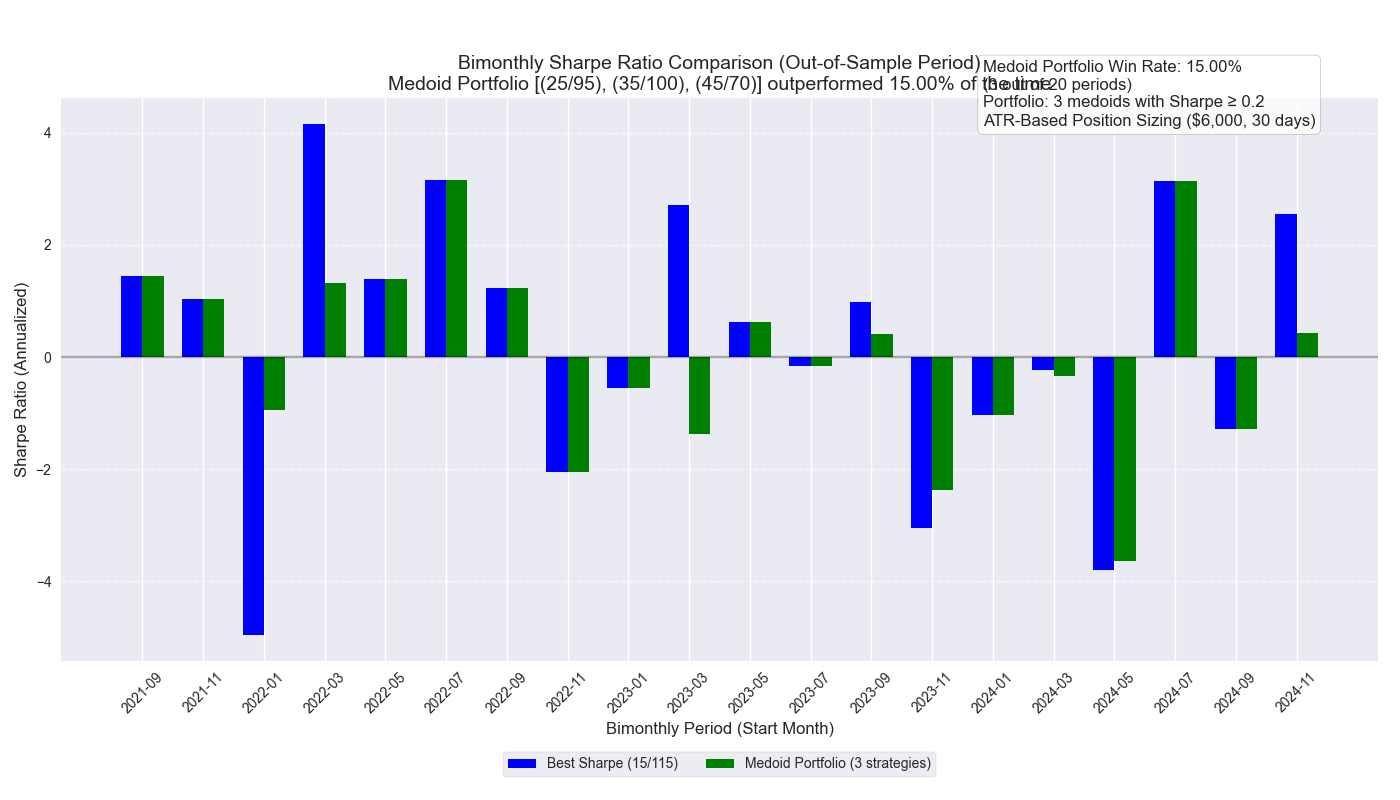 Bimonthly Sharpe Ratio Comparison (Out-of-Sample Period)
Medoid Portfolio [(25/95), (35/100), (45/70)] outperformed 15.00% of the time
Medoid Portfolio Win Rate: 15.00%
(3 out of 20 periods)
Portfolio: 3 medoids with Sharpe ≥ 0.2
ATR-Based Position Sizing ($6,000, 30 days)
Sharpe Ratio (Annualized)
4
2
0
−2
−4
2021-09
2021-11
2022-01
2022-03
2022-05
2022-07
2022-09
2022-11
2023-01
2023-03
2023-05
2023-07
2023-09
2023-11
2024-01
2024-03
2024-05
2024-07
2024-09
2024-11
Bimonthly Period (Start Month)
Best Sharpe (15/115)
Medoid Portfolio (3 strategies)